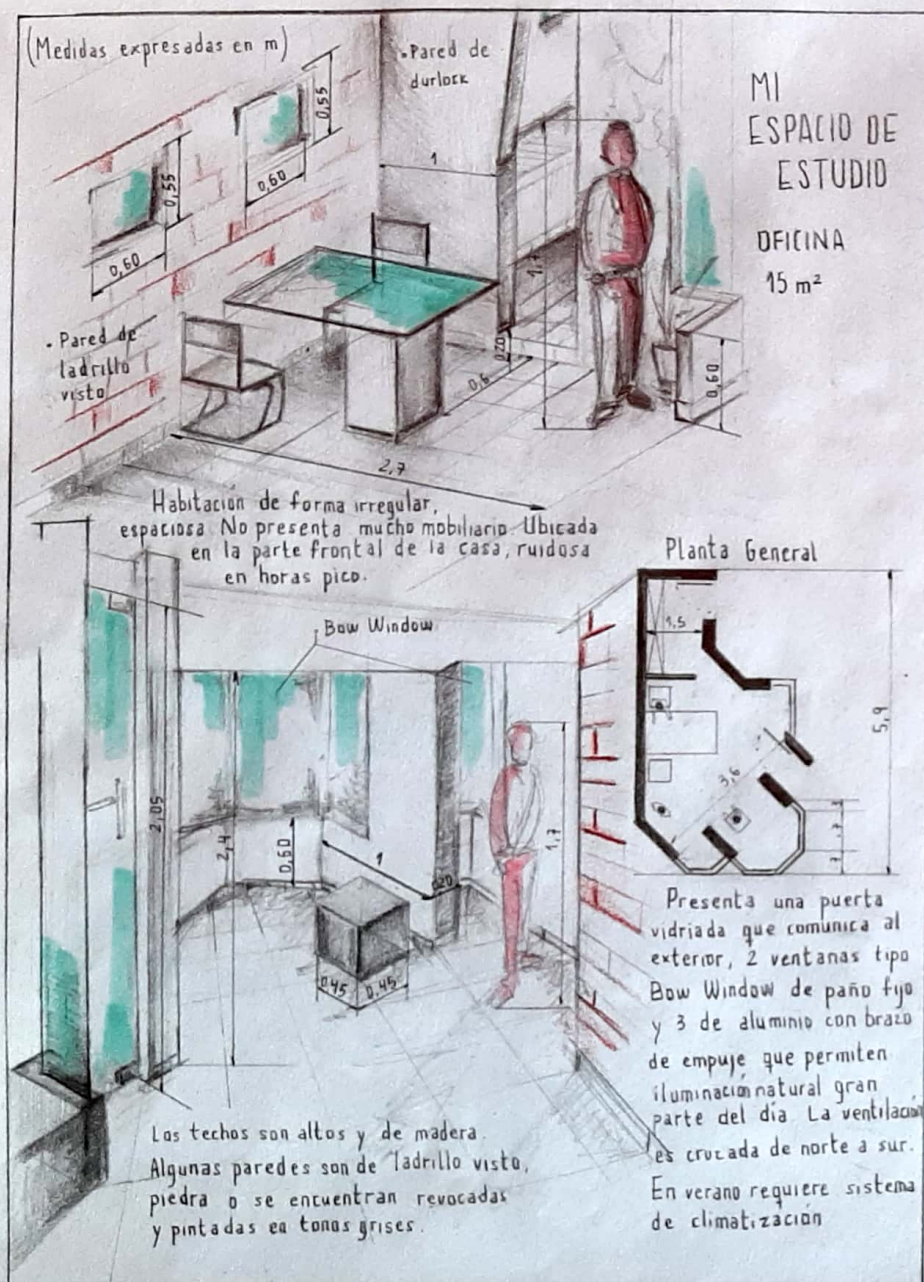 (Medidas expresadas en m)
. Pared de
durlock
MI
ESPACIO DE
ESTUDIO
OFICINA
15 m²
0,55
0,60
0,55
0,60
1
1,7
. Pared de
ladrillo
visto
0,20
0,6
0,60
2,7
Habitación de forma irregular,
espaciosa. No presenta mucho mobiliario. Ubicada
en la parte frontal de la casa, ruidosa
en horas pico.
Bow Window
2,05
2,4
0,60
1
0,20
1,7
0,45
0,45
Planta General
1,5
5,9
3,6
1,7
Presenta una puerta
vidriada que comunica al
exterior, 2 ventanas tipo
Bow Window de paño fijo
y 3 de aluminio con brazo
de empuje que permiten
iluminación natural gran
parte del día. La ventilación
es cruzada de norte a sur.
En verano requiere sistema
de climatización
Los techos son altos y de madera.
Algunas paredes son de ladrillo visto,
piedra o se encuentran revocadas
y pintadas en tonos grises.